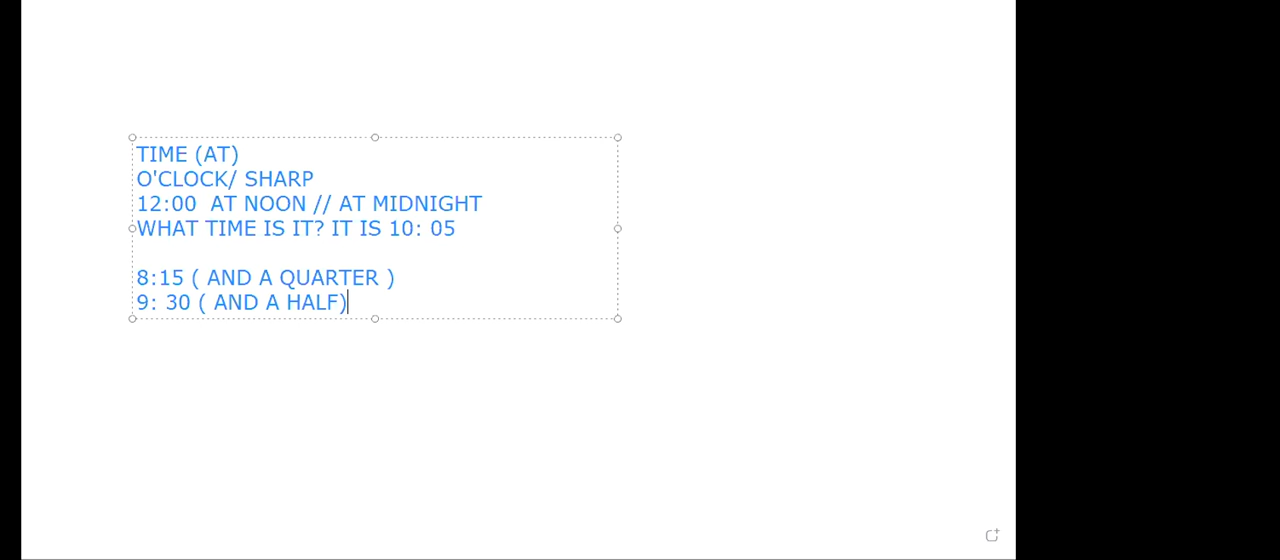 TIME (AT)
O'CLOCK/ SHARP
12:00  AT NOON // AT MIDNIGHT
WHAT TIME IS IT? IT IS 10: 05
8:15 ( AND A QUARTER )
9: 30 ( AND A HALF)